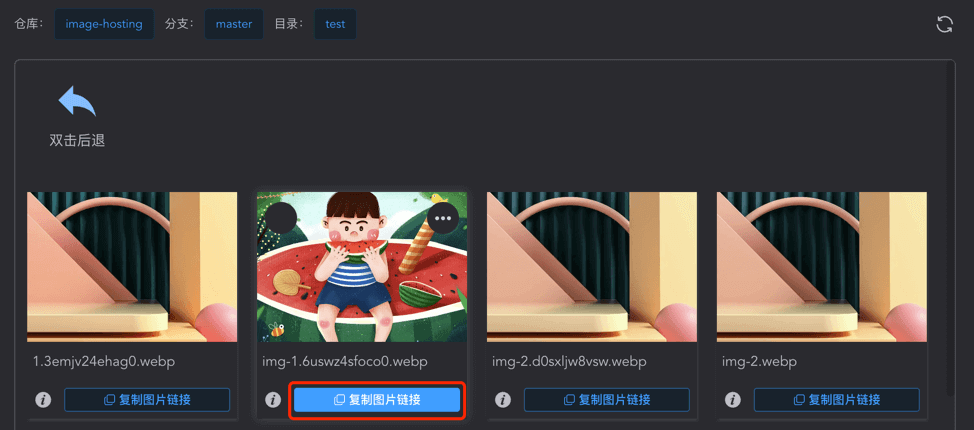 仓库： image-hosting 分支： master 目录： test
双击后退
1.3emjv24ehag0.webp img-1.6uswz4sfoco0.webp img-2.d0sxljw8vsw.webp img-2.webp
复制图片链接 复制图片链接 复制图片链接 复制图片链接